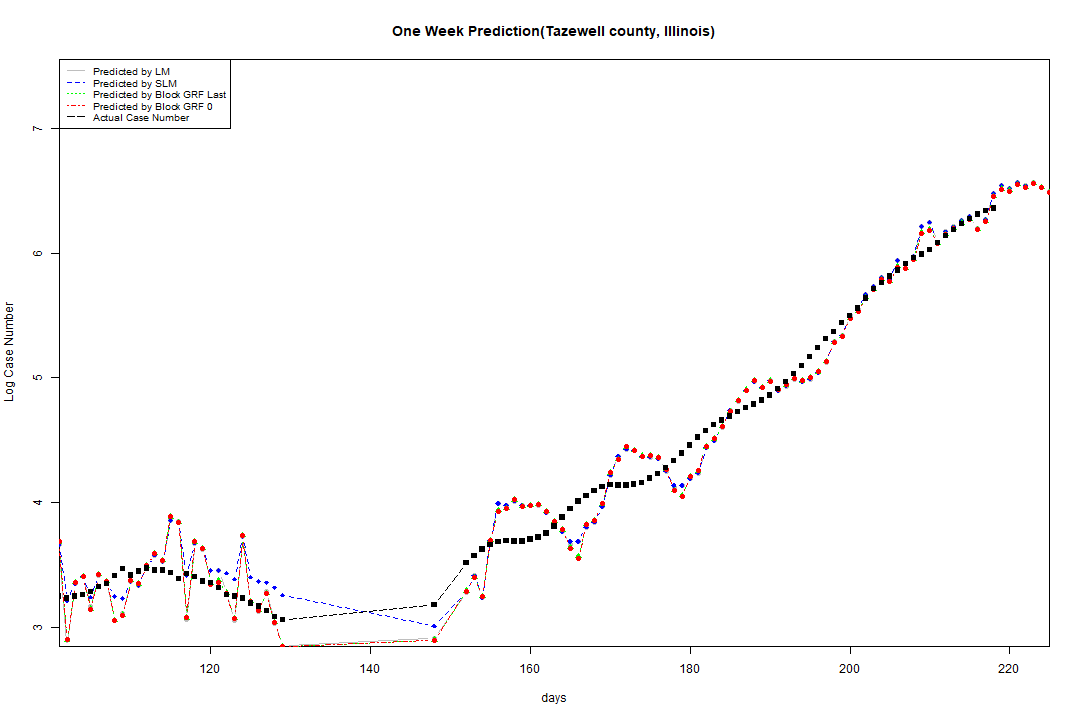 One Week Prediction(Tazewell county, Illinois)
Predicted by LM
Predicted by SLM
Predicted by Block GRF Last
Predicted by Block GRF 0
Actual Case Number
7
6
5
4
3
Log Case Number
120 140 160 180 200 220
days